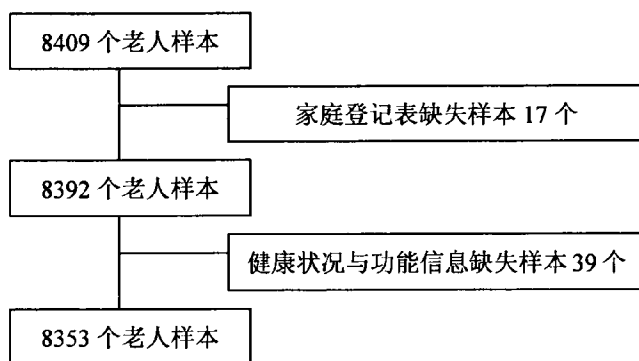 8409 个老人样本
家庭登记表缺失样本 17 个
8392 个老人样本
健康状况与功能信息缺失样本 39 个
8353 个老人样本